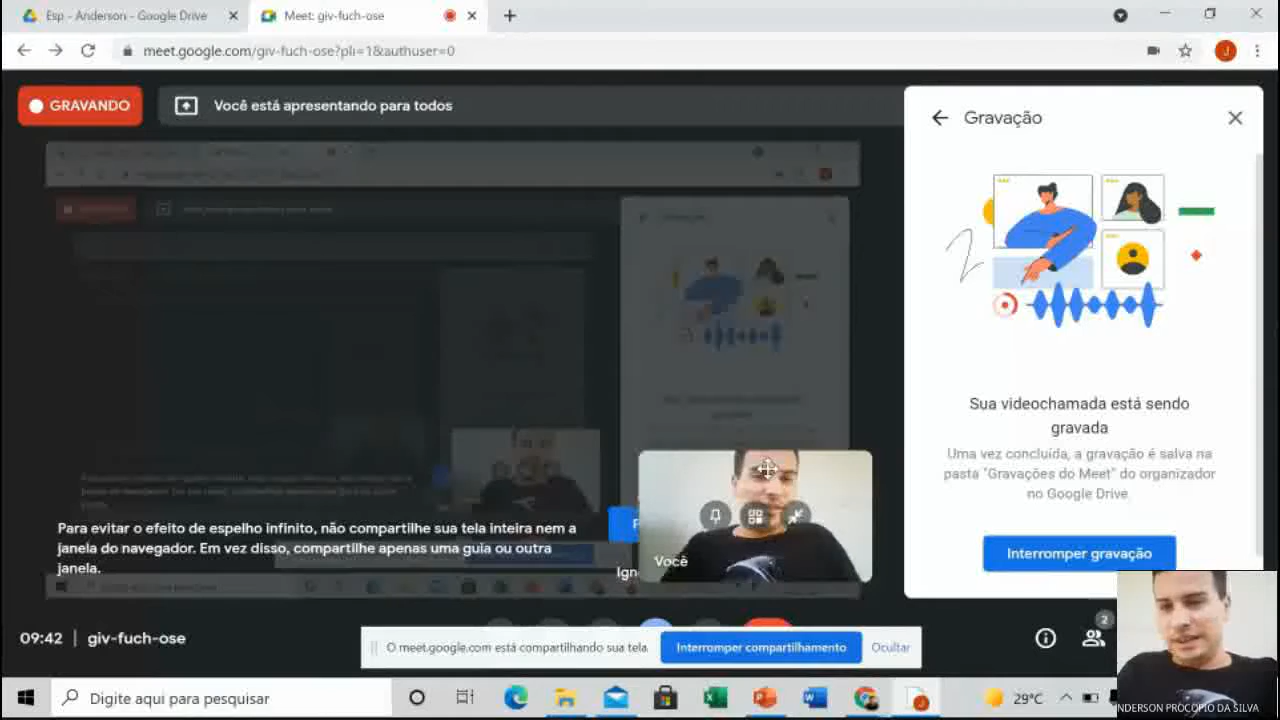 Esp - Anderson - Google Drive
Meet: giv-fuch-ose
meet.google.com/giv-fuch-ose?pli=1&authuser=0
J
GRAVANDO
Você está apresentando para todos
Gravação
Sua videochamada está sendo
gravada
Uma vez concluída, a gravação é salva na
pasta "Gravações do Meet" do organizador
no Google Drive
Interromper gravação
Para evitar o efeito de espelho infinito, não compartilhe sua tela inteira nem a
janela do navegador. Em vez disso, compartilhe apenas uma guia ou outra
janela.
Você
09:42 | giv-fuch-ose
2
O meet.google.com está compartilhando sua tela.
Interromper compartilhamento
Ocultar
Digite aqui para pesquisar
29°C
ANDERSON PROCOPIO DA SILVA